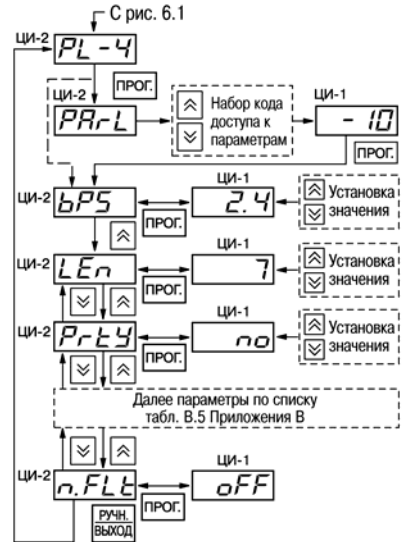 С рис. 6.1
ЦИ-2
PL-4
ПРОГ.
ЦИ-2
PArL
Набор кода
доступа к
параметрам
ЦИ-1
- 10
ПРОГ.
ЦИ-2
bPS
ПРОГ.
ЦИ-1
2.4
Установка
значения
ЦИ-2
LEn
ПРОГ.
ЦИ-1
7
Установка
значения
ЦИ-2
PrtY
ПРОГ.
ЦИ-1
no
Установка
значения
Далее параметры по списку
табл. В.5 Приложения В
ЦИ-2
n.FLt
ПРОГ.
ЦИ-1
oFF
РУЧН.
ВЫХОД